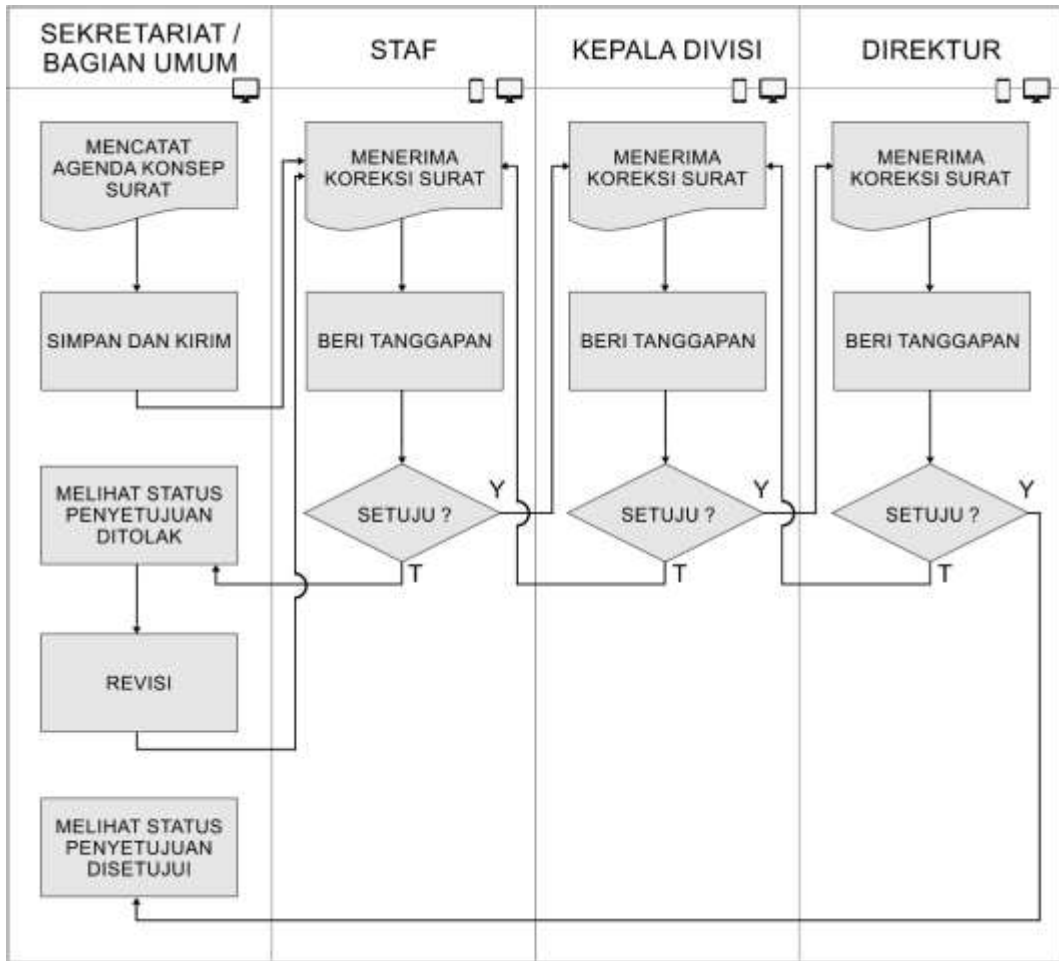 SEKRETARIAT /
BAGIAN UMUM
STAF
KEPALA DIVISI
DIREKTUR
MENCATAT
AGENDA KONSEP
SURAT
MENERIMA
KOREKSI SURAT
MENERIMA
KOREKSI SURAT
MENERIMA
KOREKSI SURAT
SIMPAN DAN KIRIM
BERI TANGGAPAN
BERI TANGGAPAN
BERI TANGGAPAN
MELIHAT STATUS
PENYETUJUAN
DITOLAK
SETUJU ?
Y
T
SETUJU ?
Y
T
SETUJU ?
Y
T
REVISI
MELIHAT STATUS
PENYETUJUAN
DISETUJUI